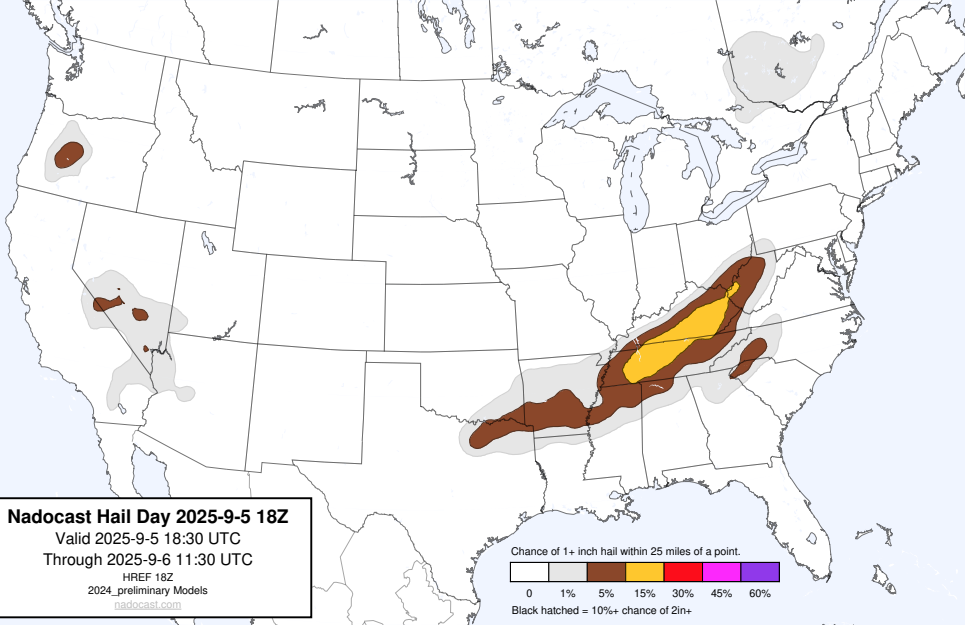 Nadocast Hail Day 2025-9-5 18Z
Valid 2025-9-5 18:30 UTC
Through 2025-9-6 11:30 UTC
HREF 18Z
2024_preliminary Models
nadocast.com
Chance of 1+ inch hail within 25 miles of a point.
0 1% 5% 15% 30% 45% 60%
Black hatched = 10%+ chance of 2in+